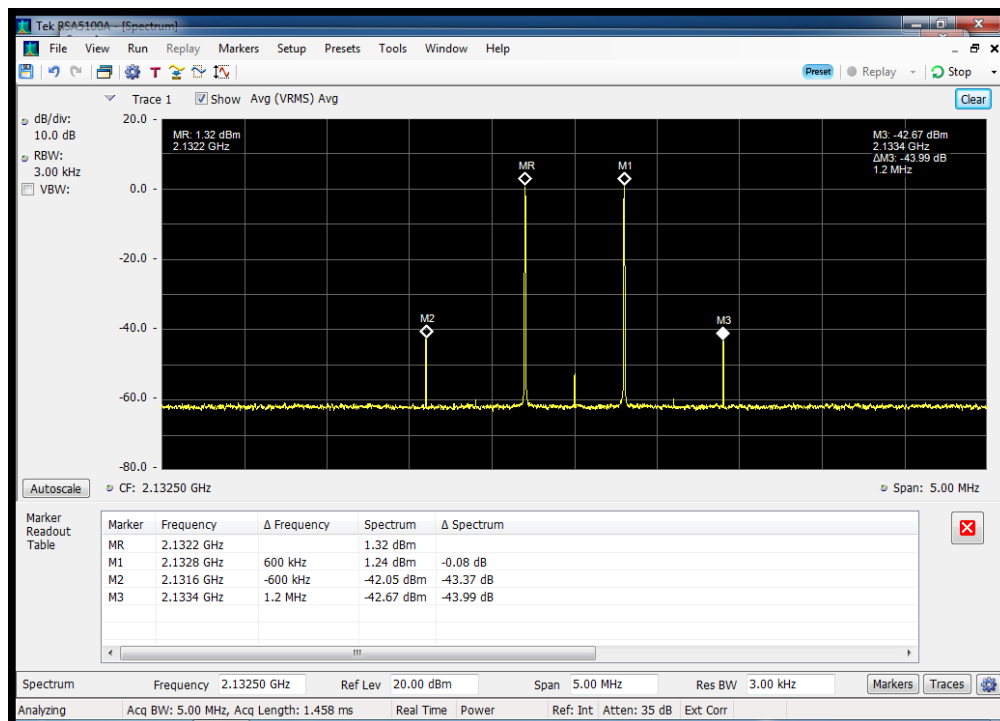 Tek RSA5100A - [Spectrum]
File View Run Replay Markers Setup Presets Tools Window Help
T Preset Replay Stop
Trace 1 Show Avg (VRMS) Avg Clear
dB/div:
10.0 dB
RBW:
3.00 kHz
VBW:
20.0
0.0
-20.0
-40.0
-60.0
-80.0
MR: 1.32 dBm
2.1322 GHz
M3: -42.67 dBm
2.1334 GHz
ΔM3: -43.99 dB
1.2 MHz
MR M1
M2 M3
Autoscale CF: 2.13250 GHz Span: 5.00 MHz
Marker
Readout
Table
Marker Frequency Δ Frequency Spectrum Δ Spectrum
MR 2.1322 GHz 1.32 dBm
M1 2.1328 GHz 600 kHz 1.24 dBm -0.08 dB
M2 2.1316 GHz -600 kHz -42.05 dBm -43.37 dB
M3 2.1334 GHz 1.2 MHz -42.67 dBm -43.99 dB
Spectrum Frequency 2.13250 GHz Ref Lev 20.00 dBm Span 5.00 MHz Res BW 3.00 kHz Markers Traces
Analyzing Acq BW: 5.00 MHz, Acq Length: 1.458 ms Real Time Power Ref: Int Atten: 35 dB Ext Corr